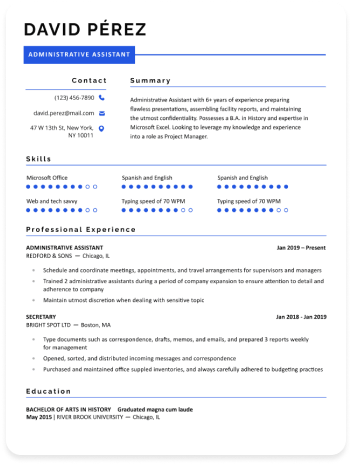 DAVID PÉREZ
ADMINISTRATIVE ASSISTANT
Contact
(123) 456-7890
david.perez@mail.com
47 W 13th St, New York,
NY 10011
Summary
Administrative Assistant with 6+ years of experience preparing
flawless presentations, assembling facility reports, and maintaining
the utmost confidentiality. Possesses a B.A. in History and expertise in
Microsoft Excel. Looking to leverage my knowledge and experience
into a role as Project Manager.
Skills
Microsoft Office
Spanish and English
Spanish and English
Web and tech savvy
Typing speed of 70 WPM
Typing speed of 70 WPM
Professional Experience
ADMINISTRATIVE ASSISTANT Jan 2019 – Present
REDFORD & SONS — Chicago, IL
Schedule and coordinate meetings, appointments, and travel arrangements for supervisors and managers
Trained 2 administrative assistants during a period of company expansion to ensure attention to detail and
adherence to company
Maintain utmost discretion when dealing with sensitive topic
SECRETARY Jan 2018 - Jan 2019
BRIGHT SPOT LTD — Boston, MA
Type documents such as correspondence, drafts, memos, and emails, and prepared 3 reports weekly
for management
Opened, sorted, and distributed incoming messages and correspondence
Purchased and maintained office suppled inventories, and always carefully adhered to budgeting practices
Education
BACHELOR OF ARTS IN HISTORY Graduated magna cum laude
May 2015 | RIVER BROOK UNIVERSITY — Chicago, IL